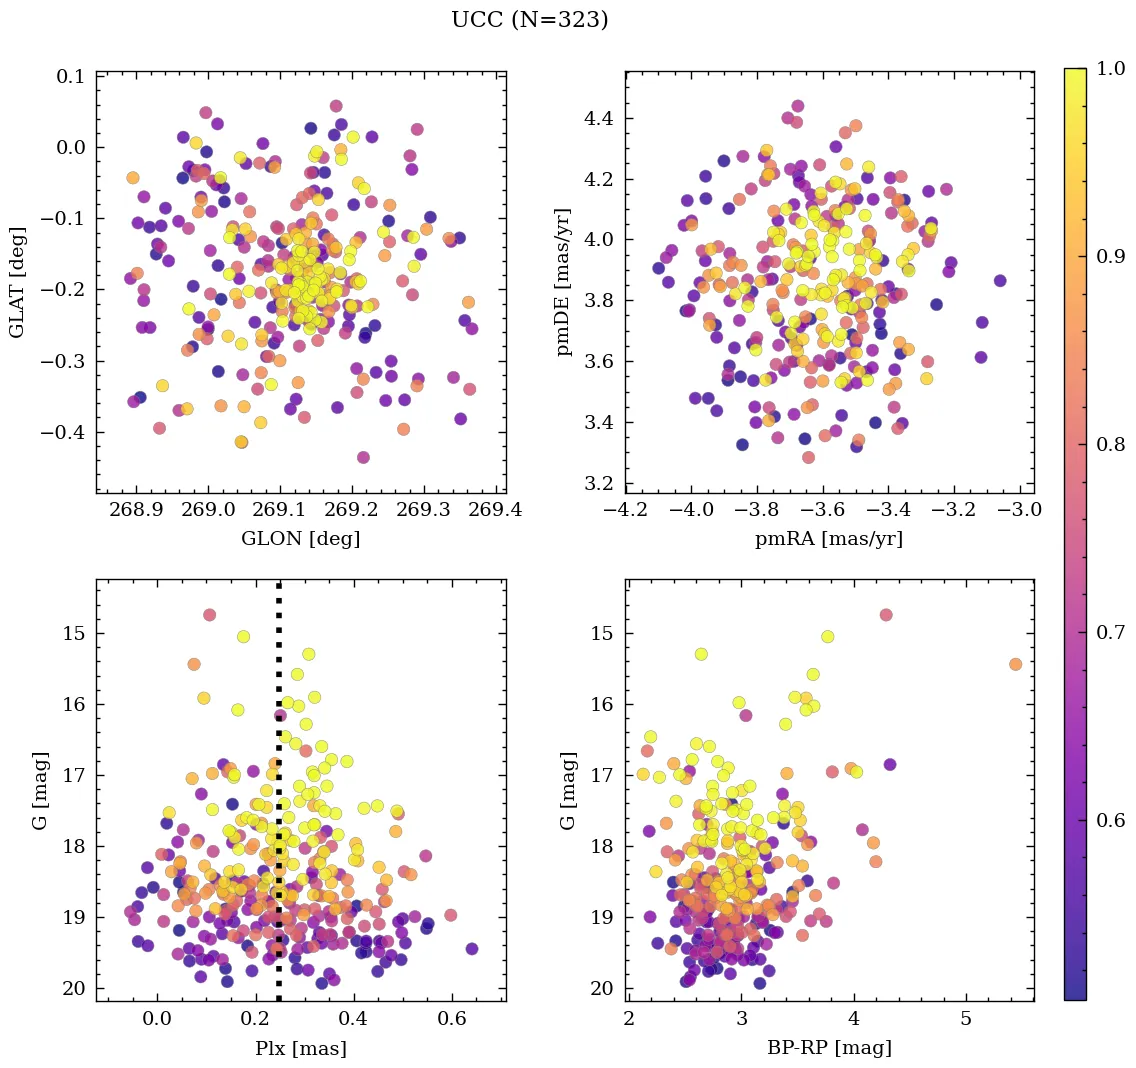 UCC (N=323)
0.1
0.0
−0.1
−0.2
−0.3
−0.4
GLAT [deg]
268.9 269.0 269.1 269.2 269.3 269.4
GLON [deg]
4.4
4.2
4.0
3.8
3.6
3.4
3.2
pmDE [mas/yr]
−4.2 −4.0 −3.8 −3.6 −3.4 −3.2 −3.0
pmRA [mas/yr]
15
16
17
18
19
20
G [mag]
0.0 0.2 0.4 0.6
Plx [mas]
15
16
17
18
19
20
G [mag]
2 3 4 5
BP-RP [mag]
1.0
0.9
0.8
0.7
0.6